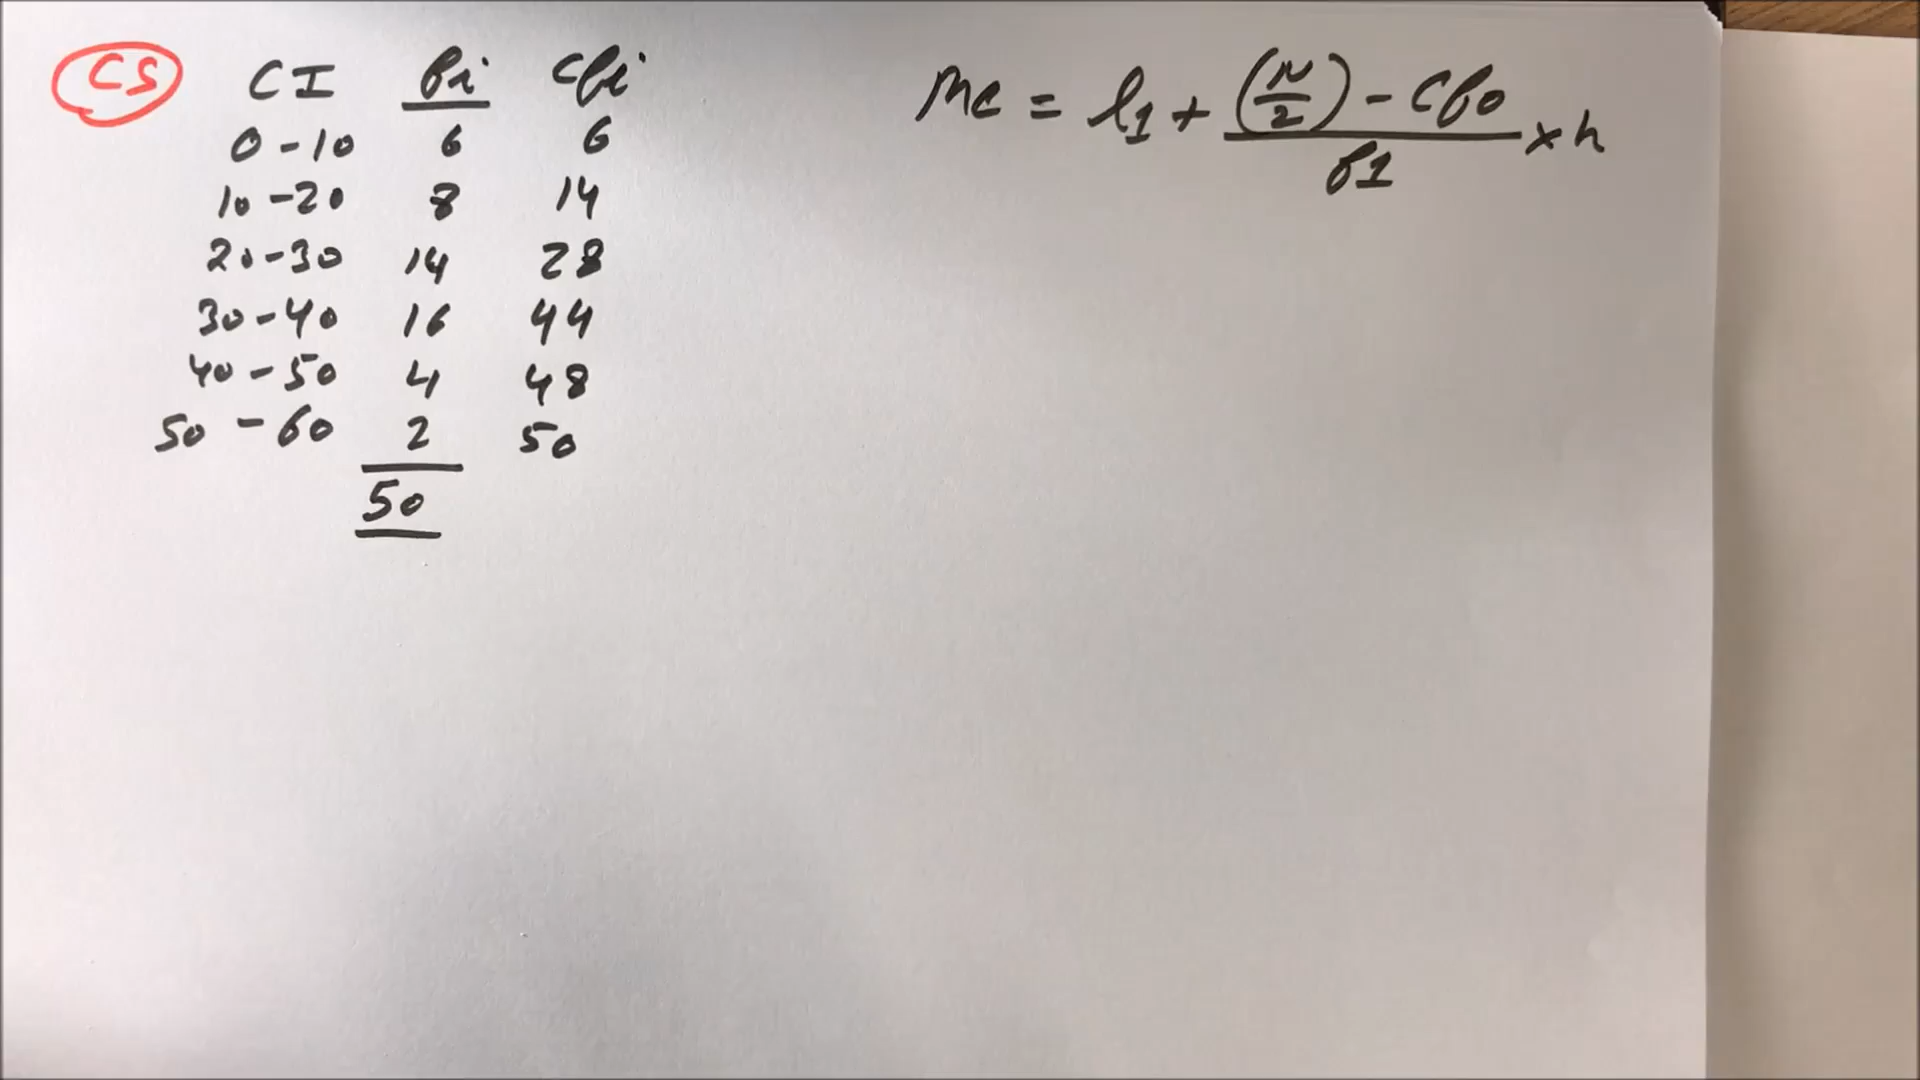 CS
CI fi Cfi
0-10 6 6
10-20 8 14
20-30 14 28
30-40 16 44
40-50 4 48
50-60 2 50
50
Me = l1 + (N/2) - Cf0 / f1 × h